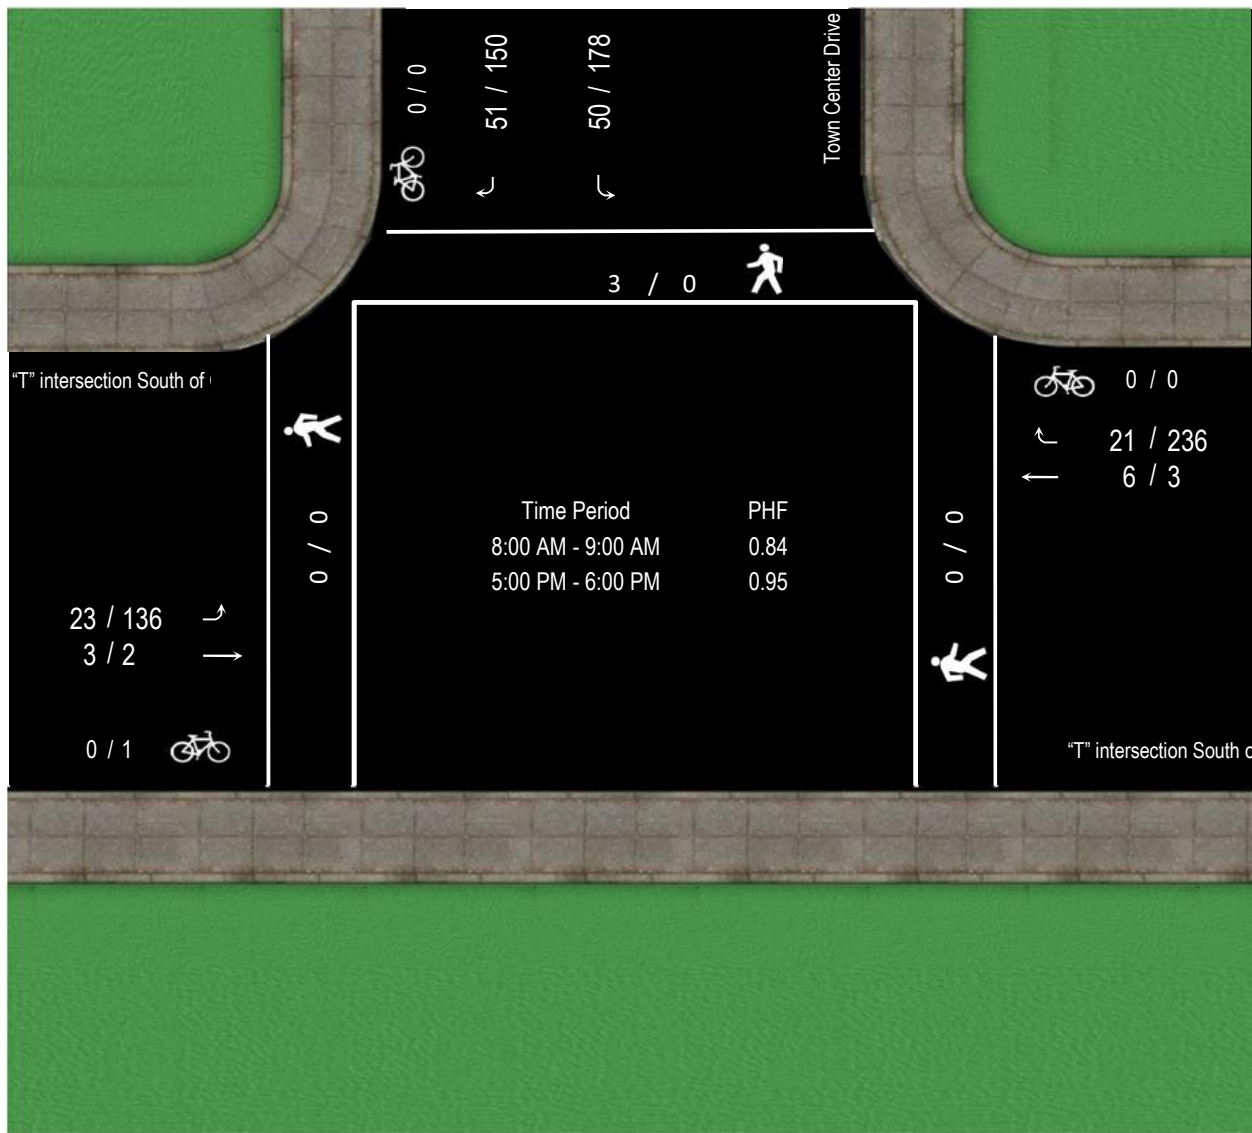 0 / 0
51 / 150
50 / 178
Town Center Drive
3 / 0
"T" intersection South of
0 / 0
21 / 236
6 / 3
0 / 0
0 / 0
Time Period PHF
8:00 AM - 9:00 AM 0.84
5:00 PM - 6:00 PM 0.95
23 / 136
3 / 2
0 / 1
"T" intersection South